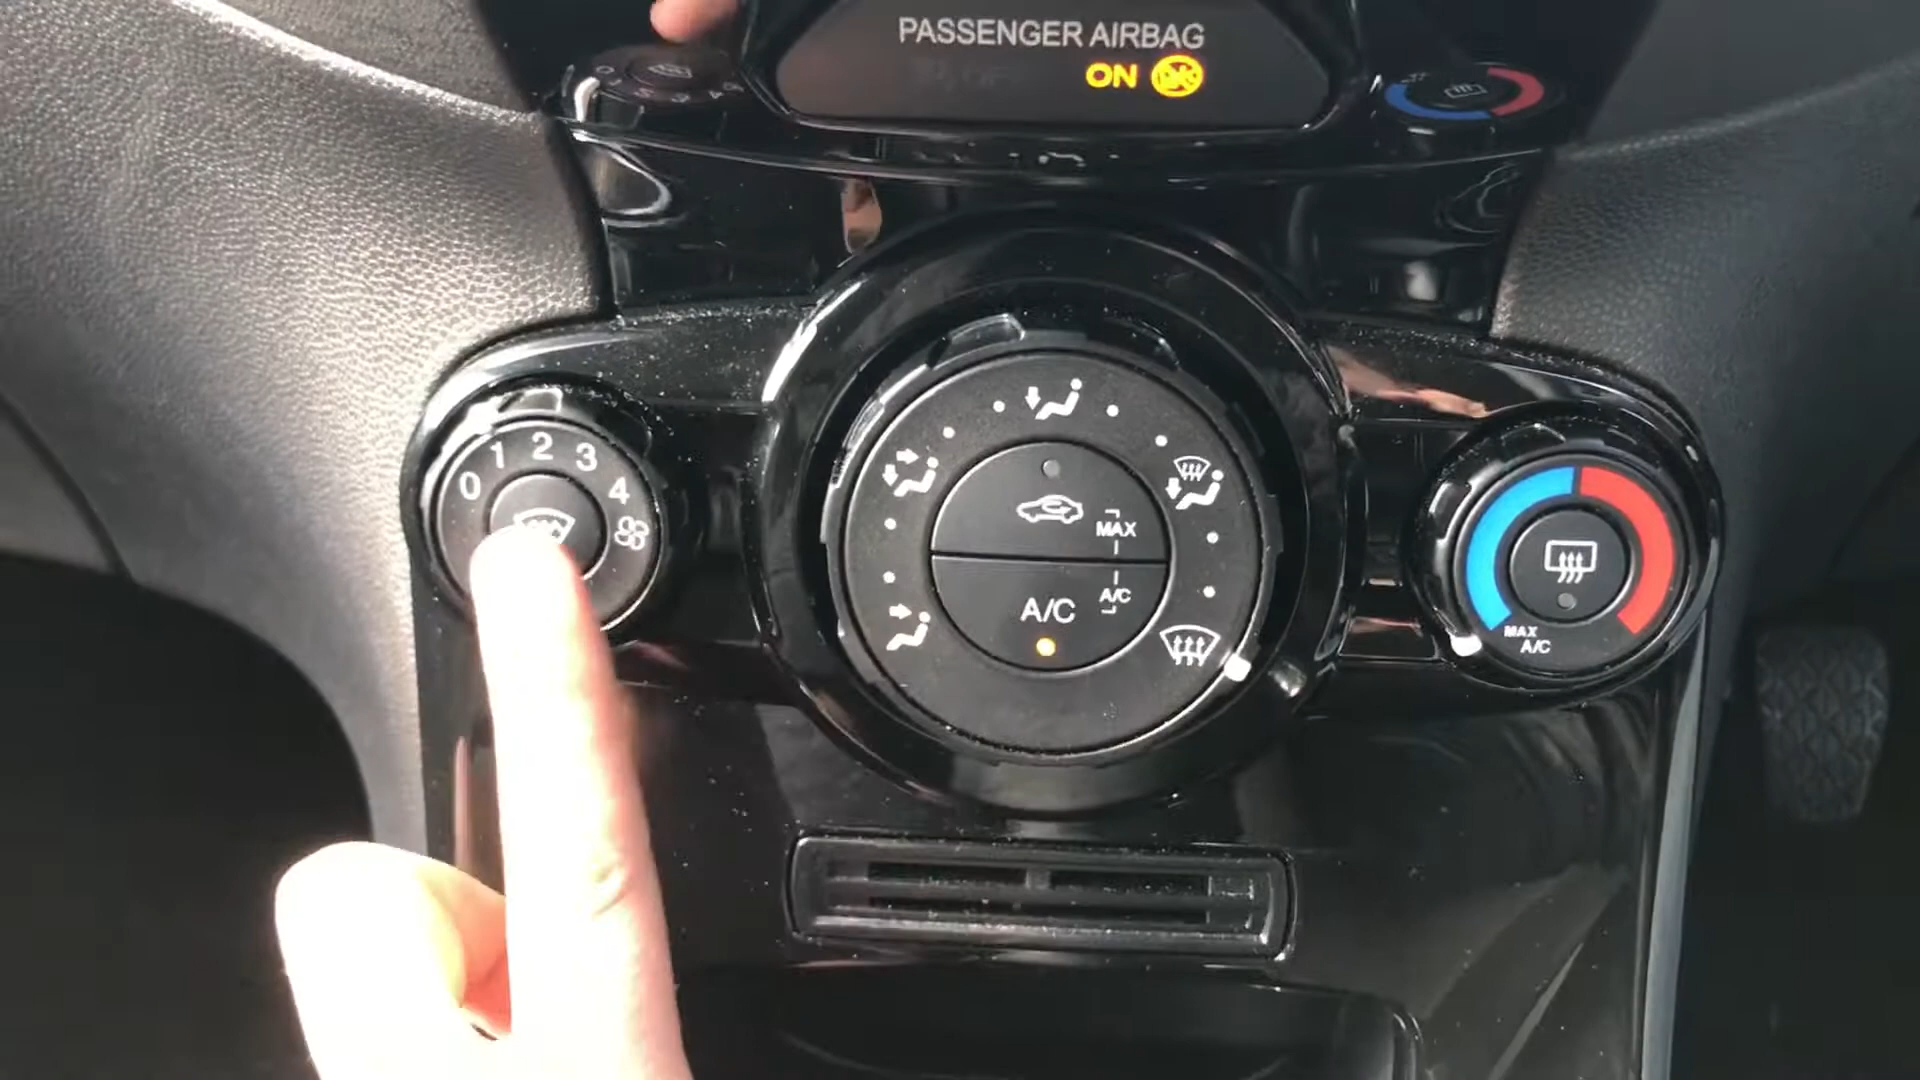 PASSENGER AIRBAG
ON
0 1 2 3 4
MAX
A/C
A/C
MAX
A/C